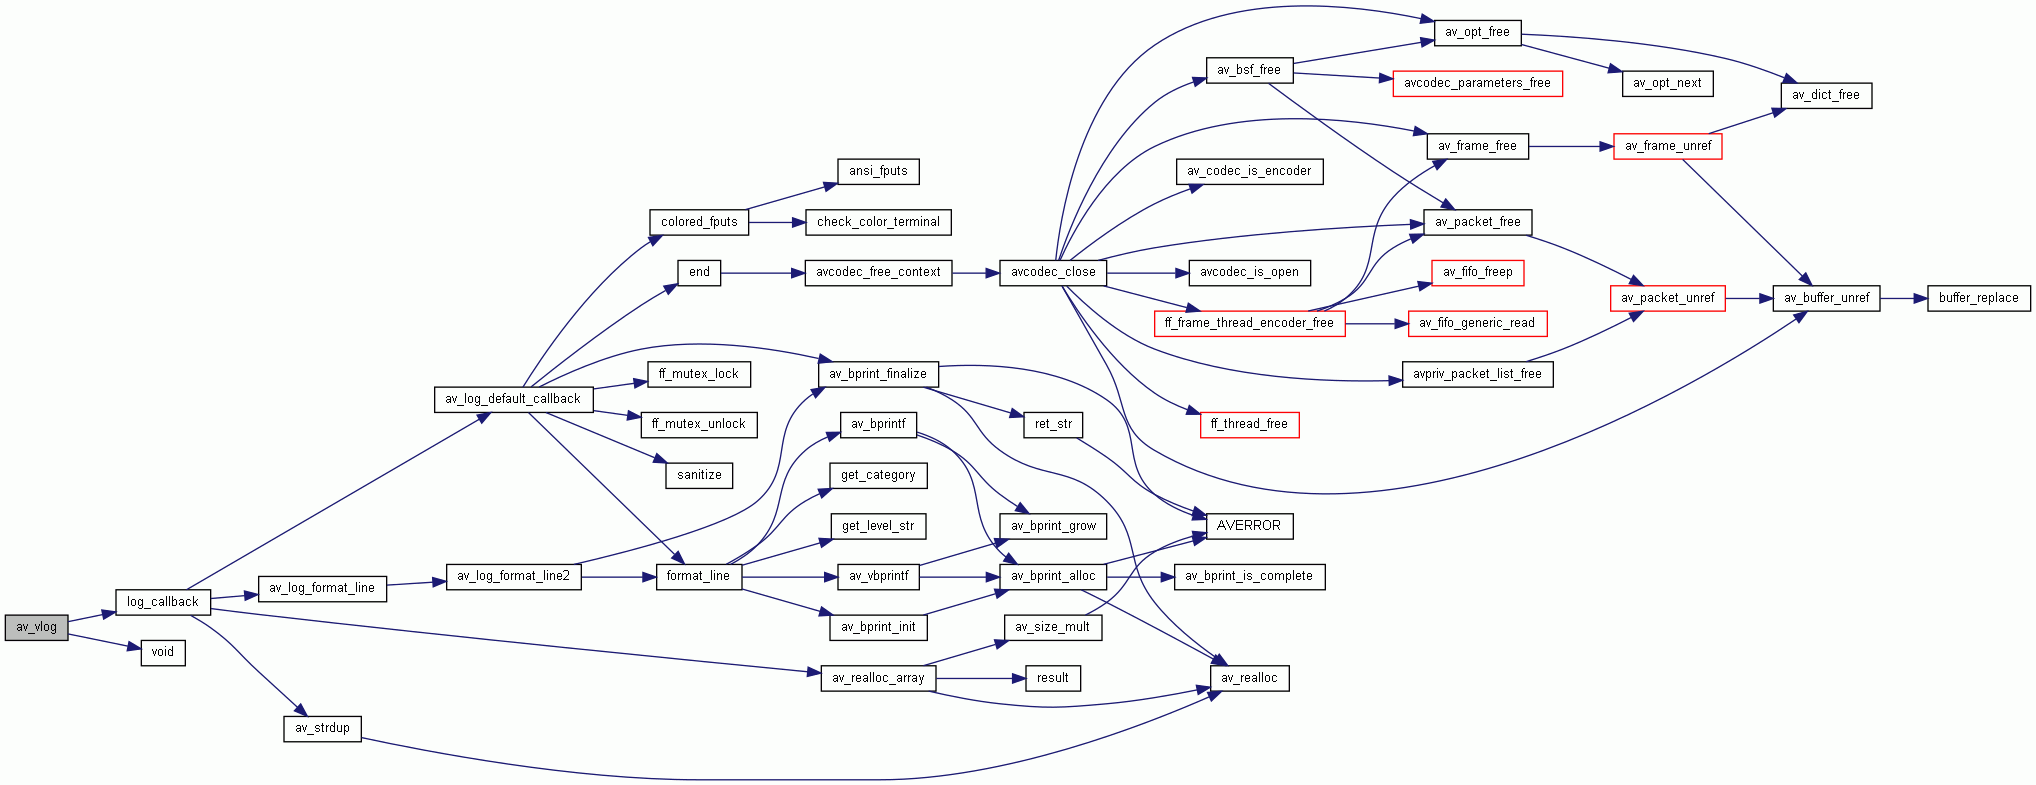 av_opt_free
av_bsf_free
avcodec_parameters_free
av_opt_next
av_dict_free
av_frame_free
av_frame_unref
ansi_fputs
av_codec_is_encoder
colored_fputs
check_color_terminal
av_packet_free
end
avcodec_free_context
avcodec_close
avcodec_is_open
av_fifo_freep
av_packet_unref
av_buffer_unref
buffer_replace
ff_frame_thread_encoder_free
av_fifo_generic_read
ff_mutex_lock
av_bprint_finalize
avpriv_packet_list_free
av_log_default_callback
ff_mutex_unlock
av_bprintf
ret_str
ff_thread_free
sanitize
get_category
get_level_str
av_bprint_grow
AVERROR
av_log_format_line
av_log_format_line2
format_line
av_vbprintf
av_bprint_alloc
av_bprint_is_complete
log_callback
av_vlog
av_bprint_init
av_size_mult
void
av_realloc_array
result
av_realloc
av_strdup